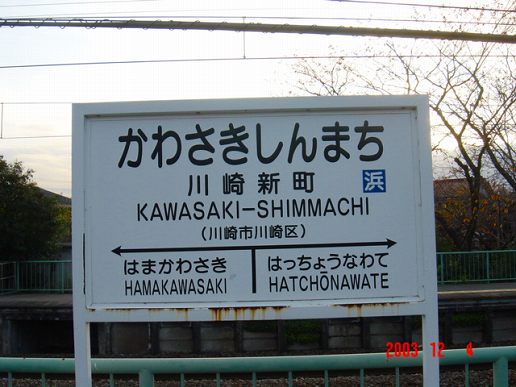 かわさきしんまち
川崎新町 浜
KAWASAKI-SHIMMACHI
(川崎市川崎区)
はまかわさき はっちょうなわて
HAMAKAWASAKI HATCHŌNAWATE
2003 12 4